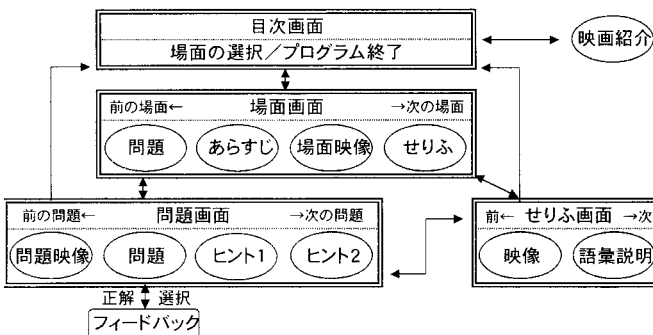 目次画面
場面の選択／プログラム終了
映画紹介
前の場面← 場面画面 →次の場面
問題 あらすじ 場面映像 せりふ
前の問題← 問題画面 →次の問題
問題映像 問題 ヒント1 ヒント2
前← せりふ画面 →次
映像 語彙説明
正解 選択
フィードバック